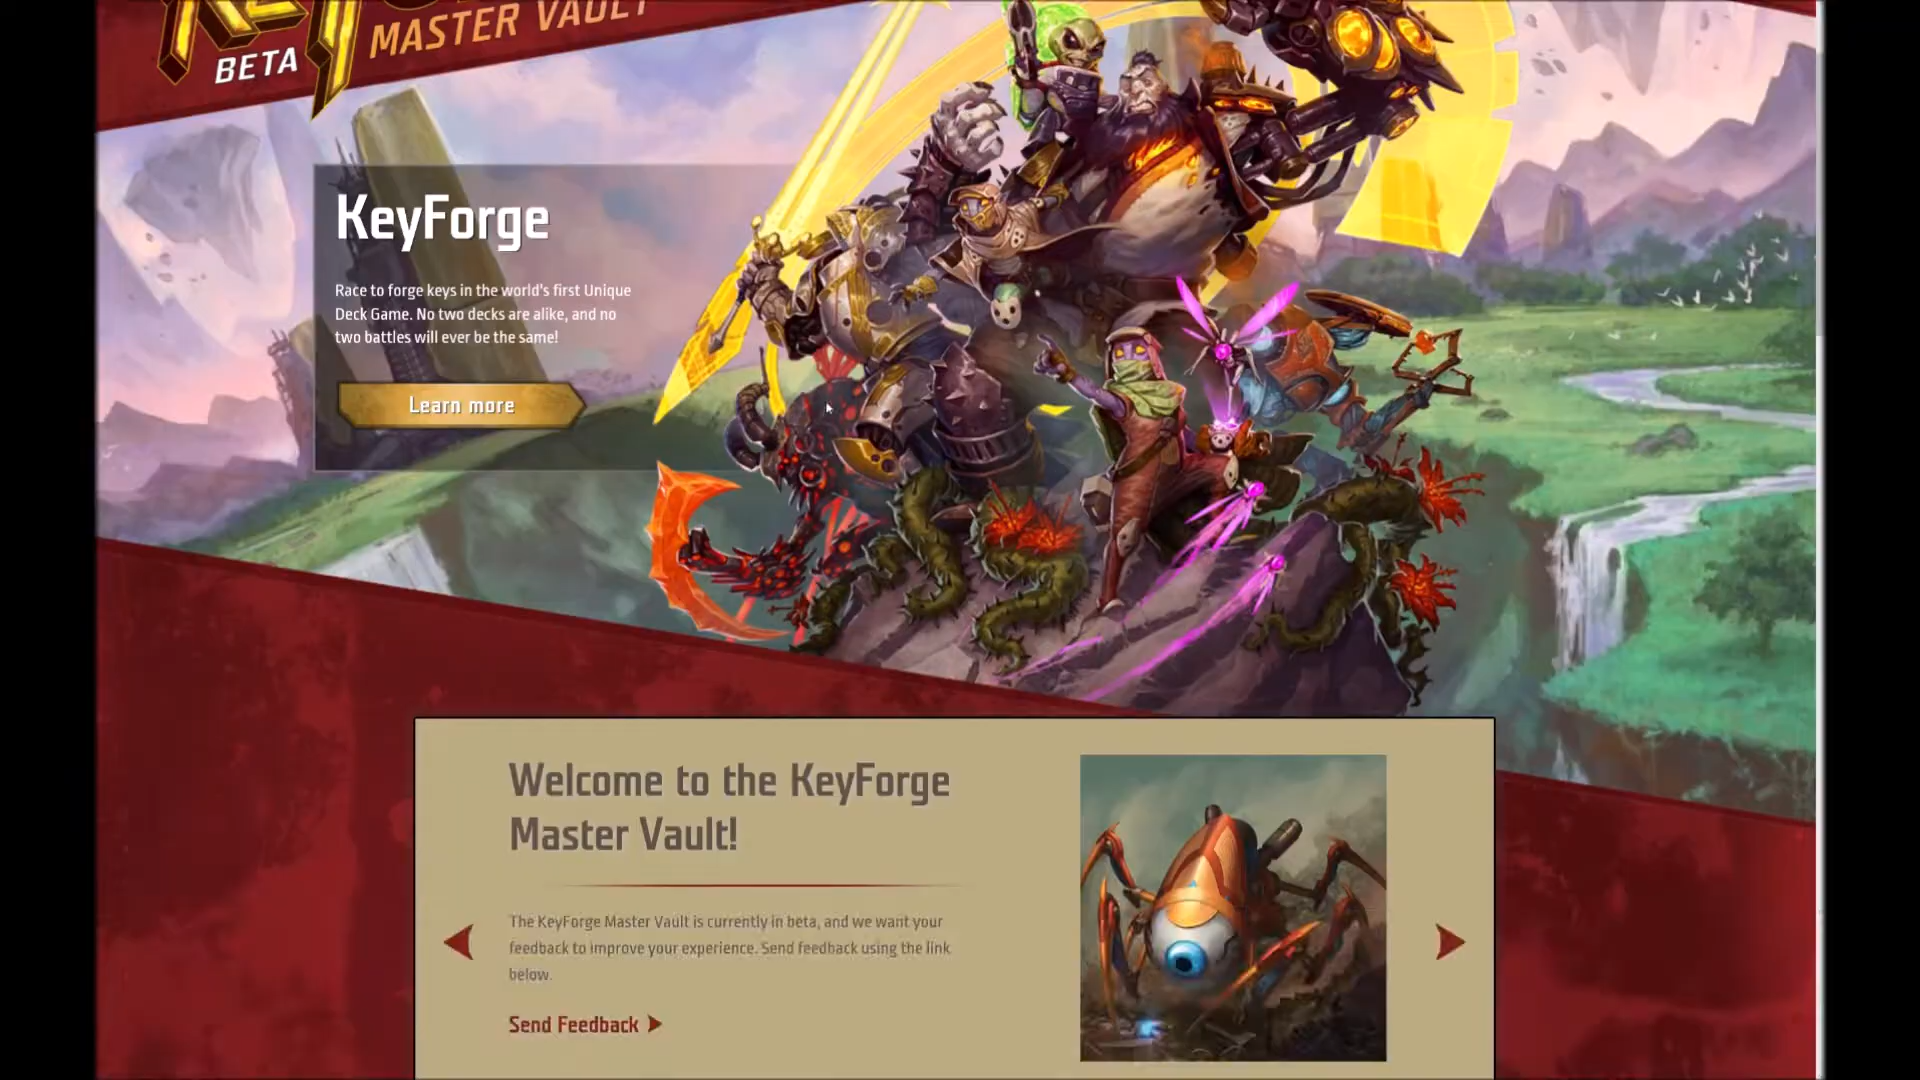 MASTER VAULT
BETA
KeyForge
Race to forge keys in the world's first Unique
Deck Game. No two decks are alike, and no
two battles will ever be the same!
Learn more
Welcome to the KeyForge
Master Vault!
The KeyForge Master Vault is currently in beta, and we want your
feedback to improve your experience. Send feedback using the link
below.
Send Feedback